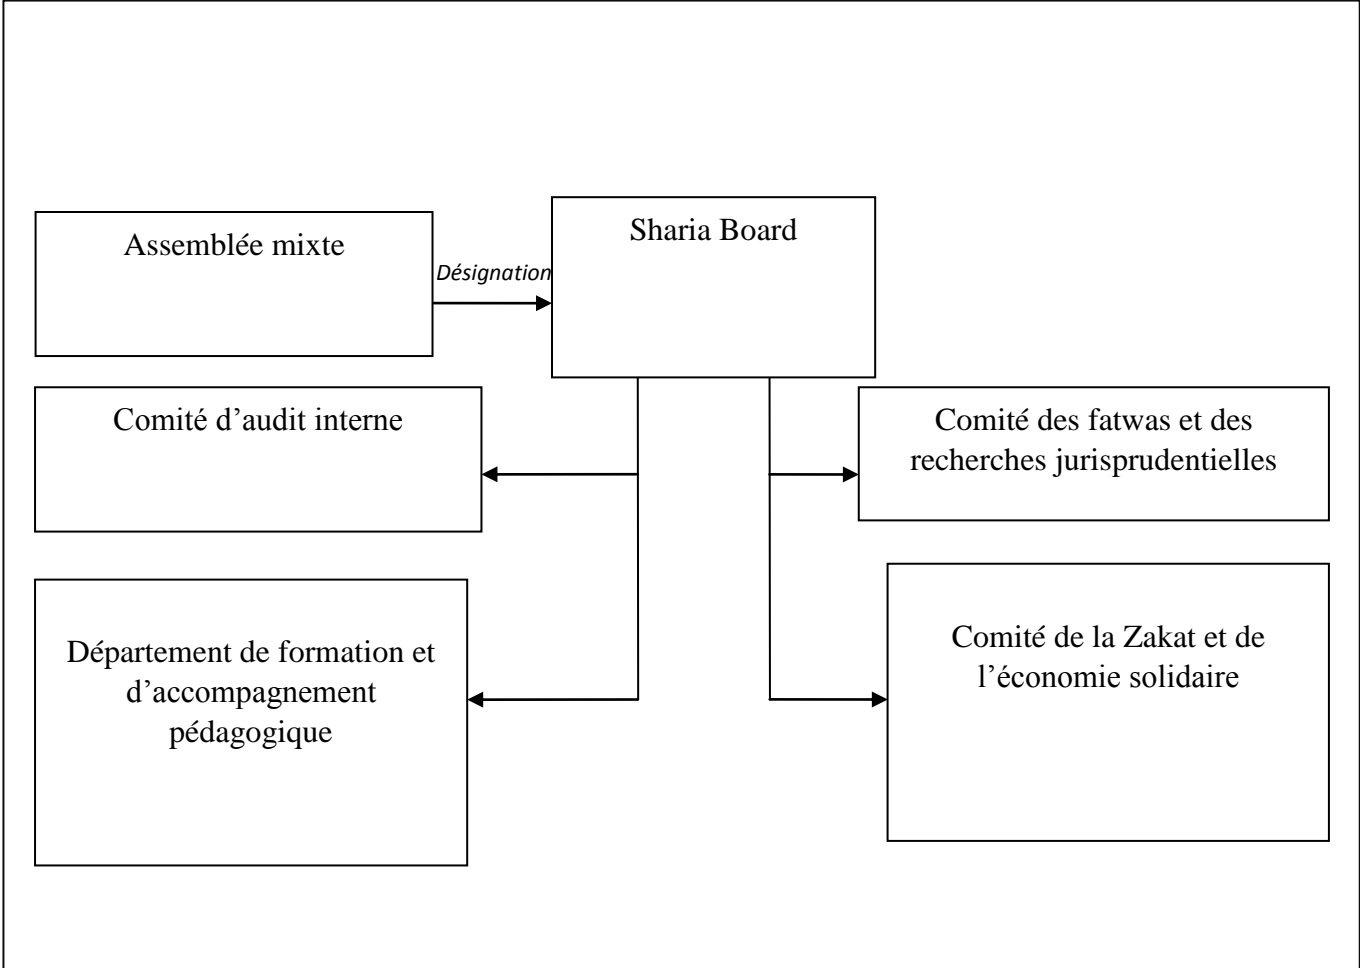 Assemblée mixte
Désignation
Sharia Board
Comité d’audit interne
Comité des fatwas et des
recherches jurisprudentielles
Département de formation et
d’accompagnement
pédagogique
Comité de la Zakat et de
l’économie solidaire